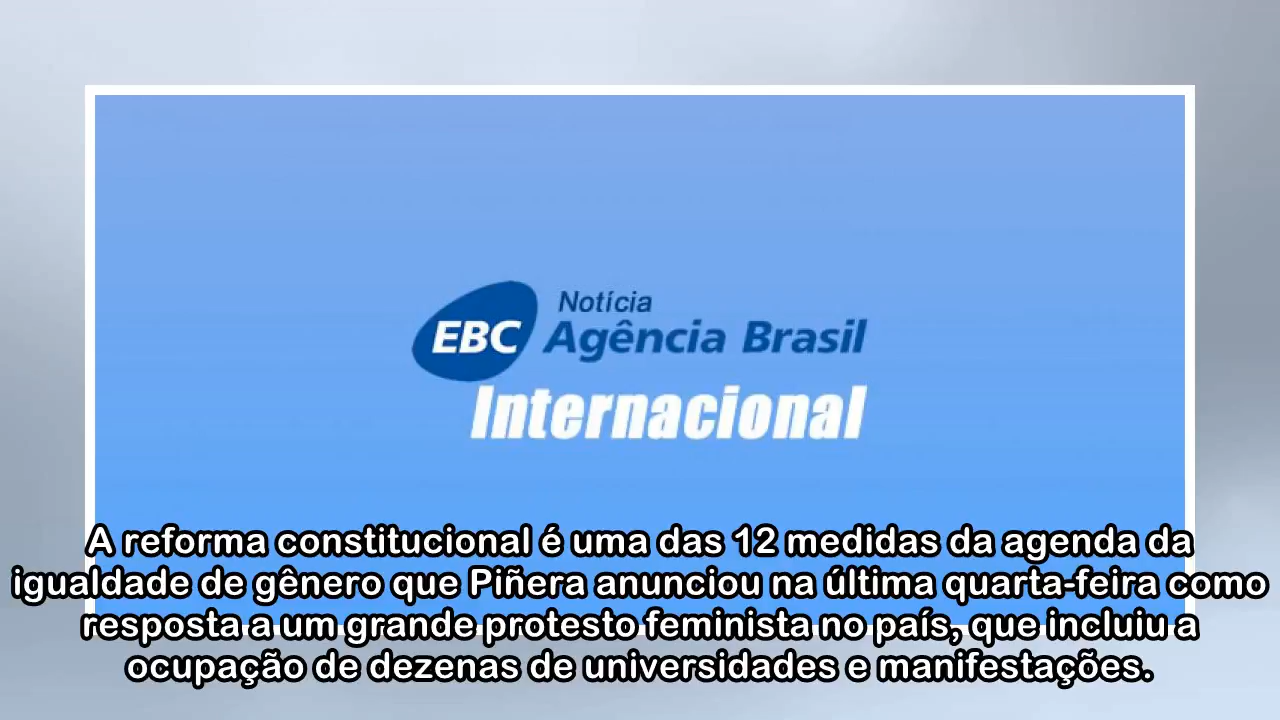 Notícia
EBC Agência Brasil
Internacional
A reforma constitucional é uma das 12 medidas da agenda da
igualdade de gênero que Piñera anunciou na última quarta-feira como
resposta a um grande protesto feminista no país, que incluiu a
ocupação de dezenas de universidades e manifestações.